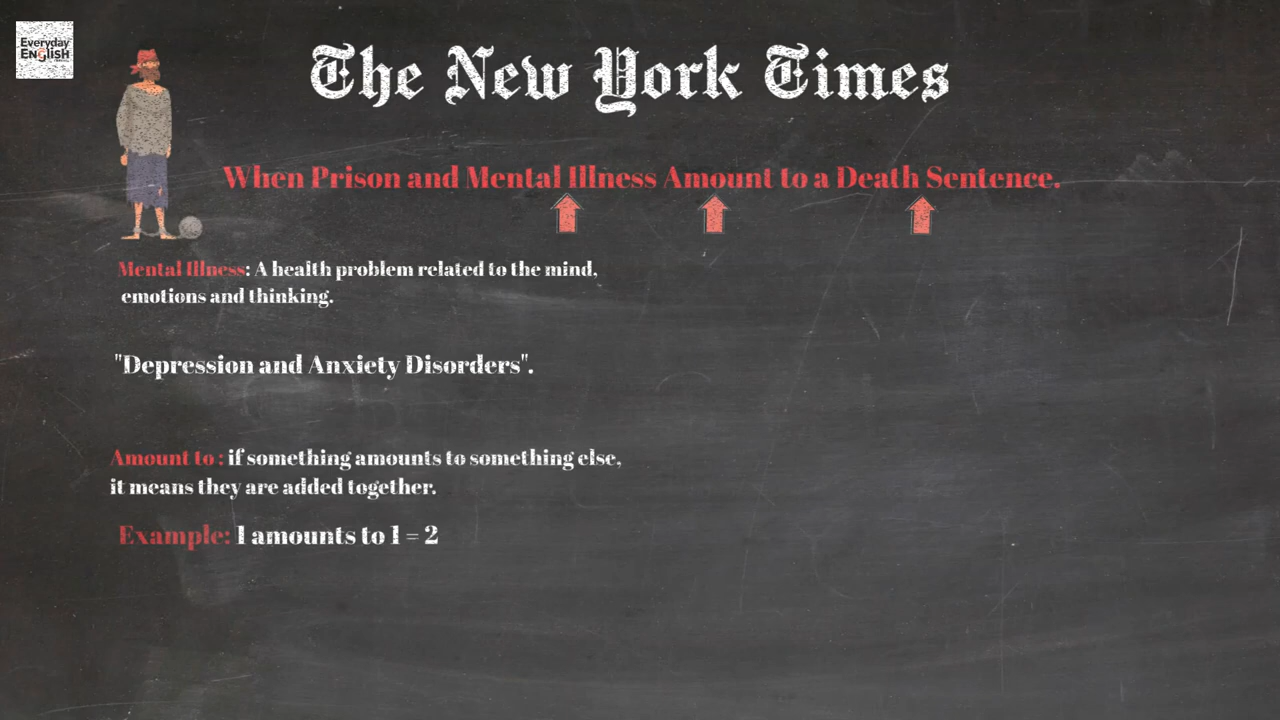 Everyday
ENGLISH
The New York Times
When Prison and Mental Illness Amount to a Death Sentence.
Mental Illness: A health problem related to the mind,
emotions and thinking.
"Depression and Anxiety Disorders".
Amount to : if something amounts to something else,
it means they are added together.
Example: 1 amounts to 1 = 2